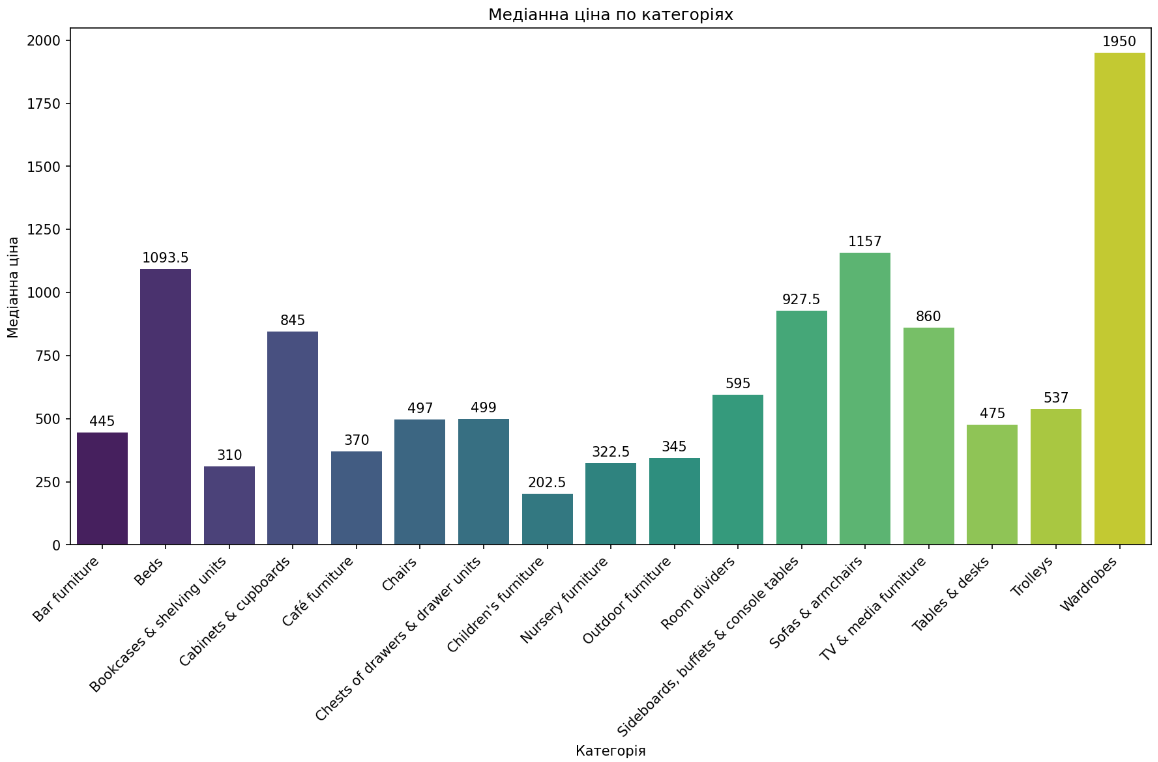 Медіанна ціна по категоріях
Медіанна ціна
2000
1750
1500
1250
1000
750
500
250
0
445
1093.5
310
845
370
497
499
202.5
322.5
345
595
927.5
1157
860
475
537
1950
Bar furniture
Beds
Bookcases & shelving units
Cabinets & cupboards
Café furniture
Chairs
Chests of drawers & drawer units
Children's furniture
Nursery furniture
Outdoor furniture
Room dividers
Sideboards, buffets & console tables
Sofas & armchairs
TV & media furniture
Tables & desks
Trolleys
Wardrobes
Категорія